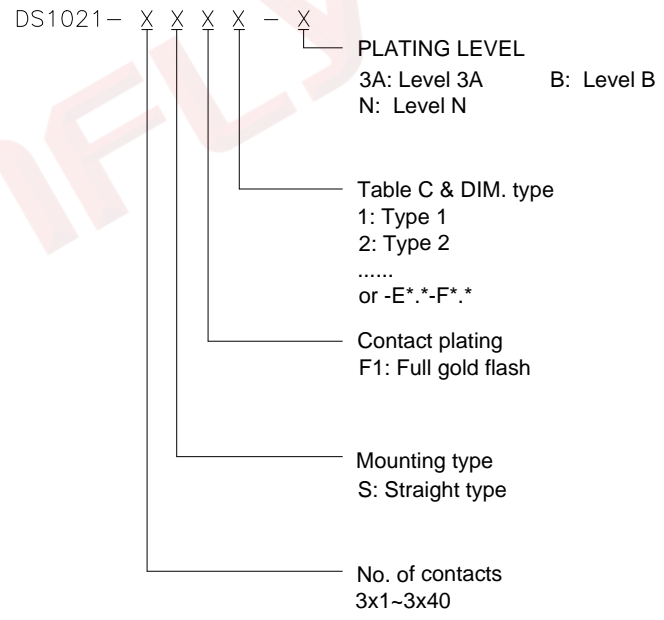 DS1021- X X X X - X
PLATING LEVEL
3A: Level 3A B: Level B
N: Level N
Table C & DIM. type
1: Type 1
2: Type 2
......
or -E*.*-F*.*
Contact plating
F1: Full gold flash
Mounting type
S: Straight type
No. of contacts
3x1~3x40